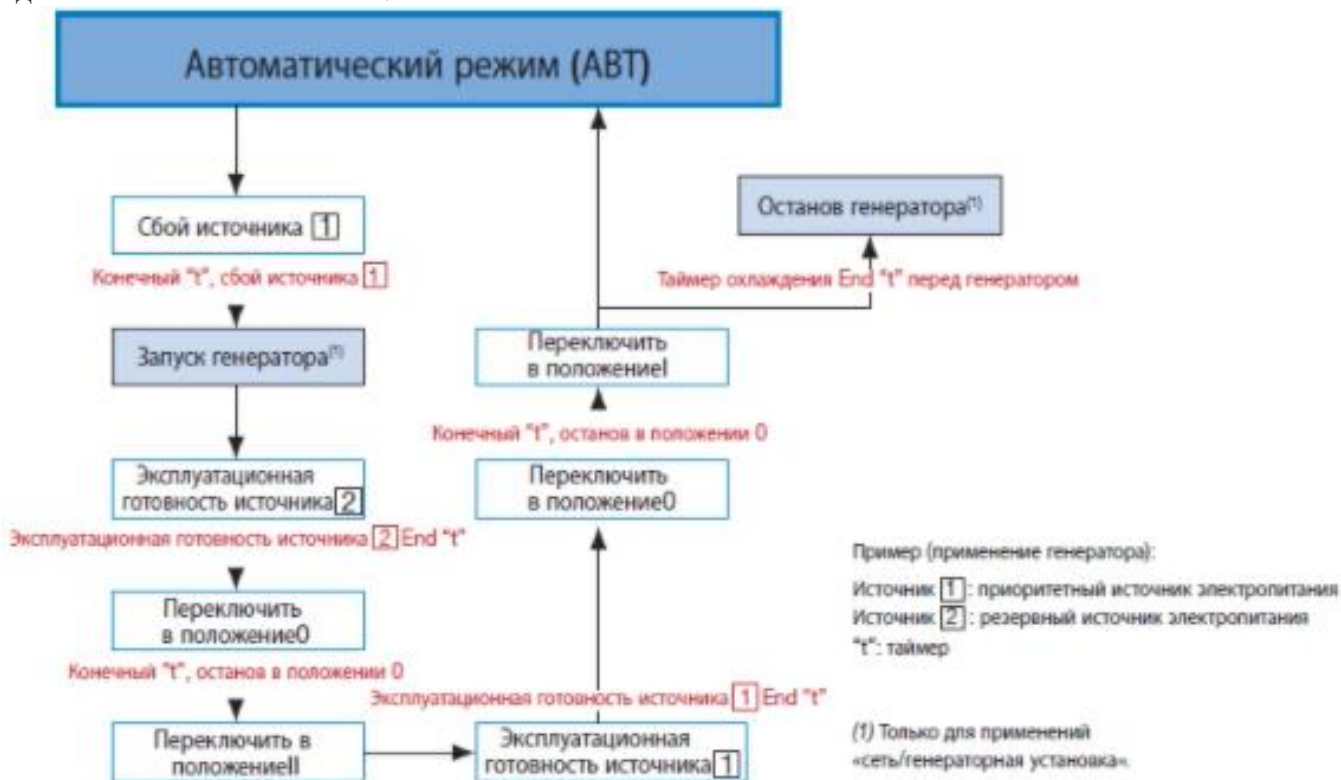 Автоматический режим (АВТ)
Сбой источника 1
Конечный "t", сбой источника 1
Запуск генератора(1)
Эксплуатационная
готовность источника 2
Эксплуатационная готовность источника 2 End "t"
Переключить
в положение0
Конечный "t", останов в положении 0
Переключить в
положениеII
Эксплуатационная
готовность источника 1
Эксплуатационная готовность источника 1 End "t"
Переключить
в положение0
Конечный "t", останов в положении 0
Переключить
в положениеI
Таймер охлаждения End "t" перед генератором
Останов генератора(1)
Пример (применение генератора):
Источник 1 : приоритетный источник электропитания
Источник 2 : резервный источник электропитания
"t": таймер
(1) Только для применений
«сеть/генераторная установка«.